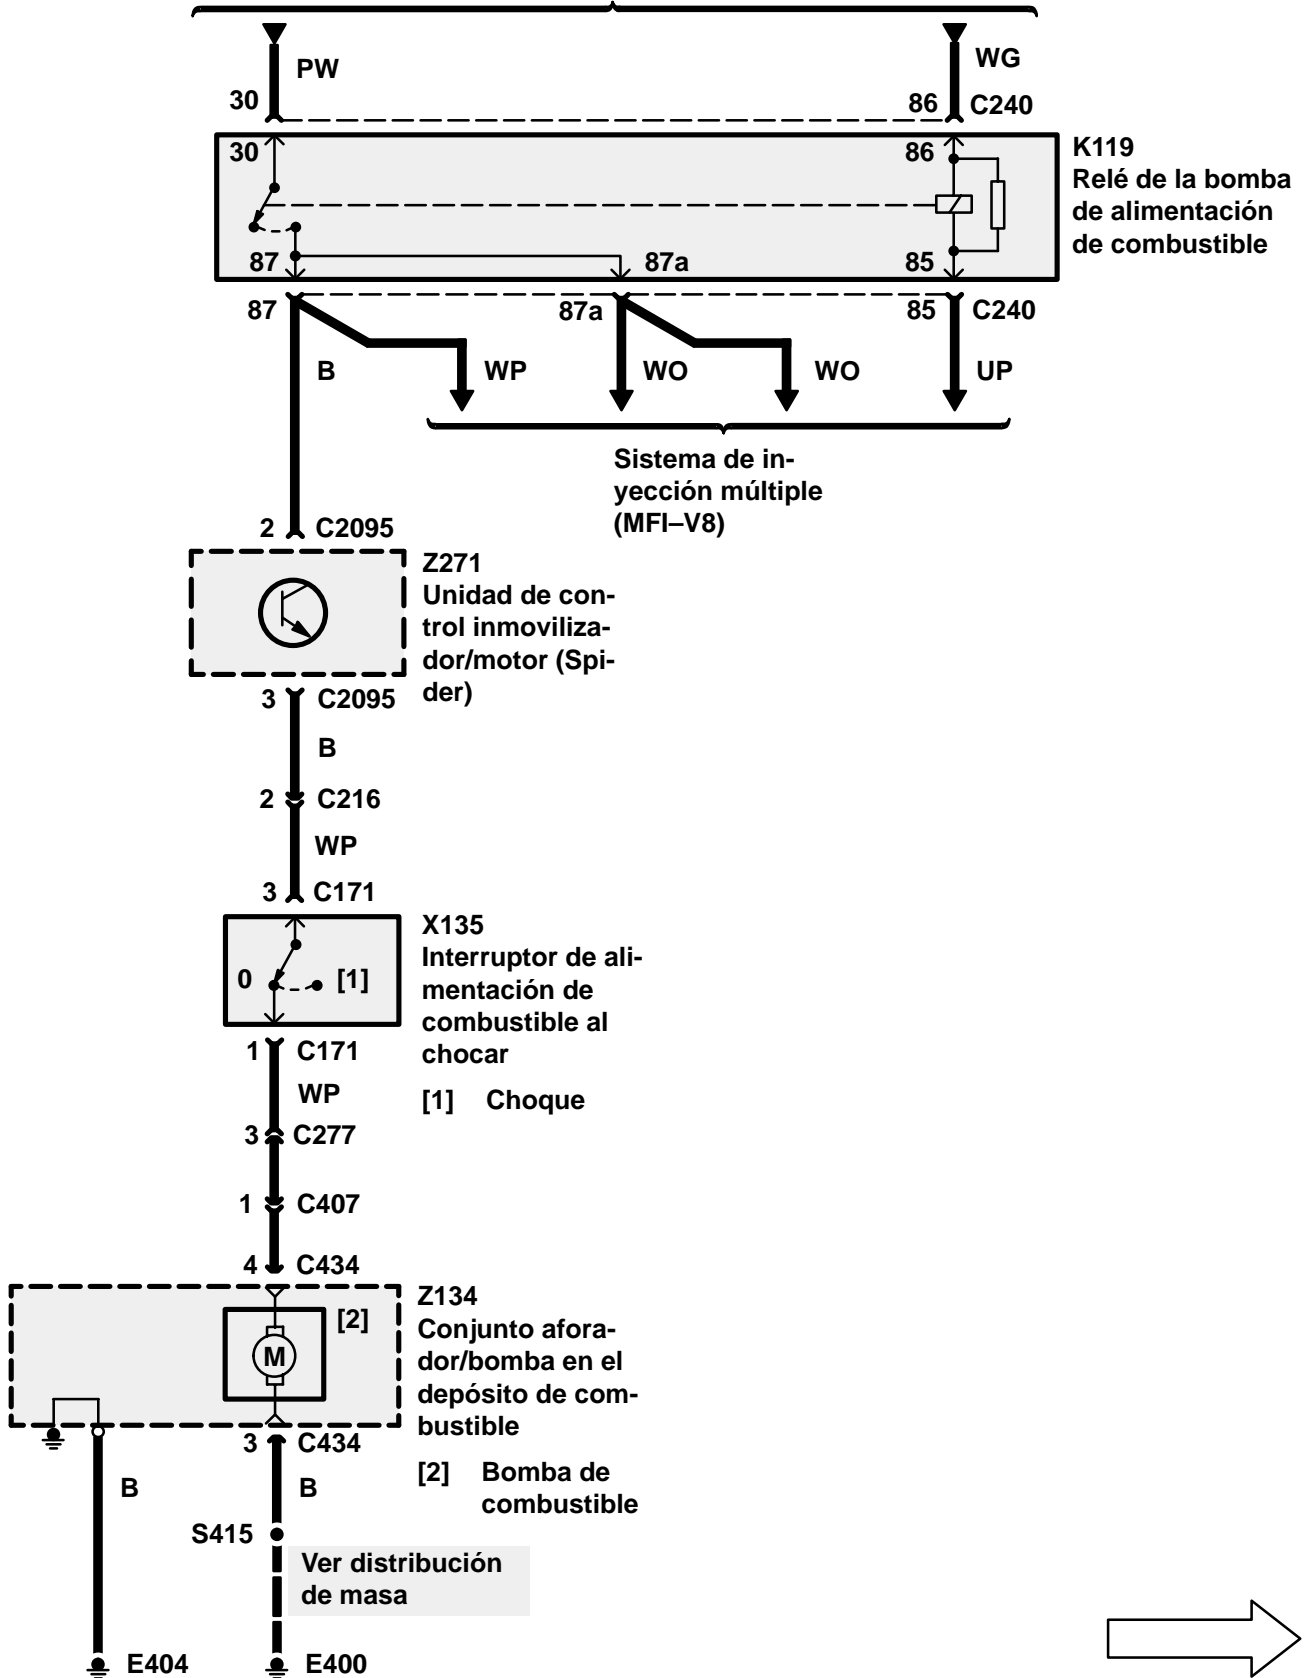 PW
WG
30
86 C240
30
86
K119
Relé de la bomba
de alimentación
de combustible
87
87a
85
87
87a
85 C240
B
WP
WO
WO
UP
Sistema de in-
yección múltiple
(MFI–V8)
2 C2095
Z271
Unidad de con-
trol inmoviliza-
dor/motor (Spi-
der)
3 C2095
B
2 C216
WP
3 C171
X135
Interruptor de ali-
mentación de
combustible al
chocar
0 [1]
1 C171
[1] Choque
WP
3 C277
1 C407
4 C434
Z134
Conjunto afora-
dor/bomba en el
depósito de com-
bustible
[2]
M
3 C434
[2] Bomba de
combustible
B
B
S415
Ver distribución
de masa
E404
E400